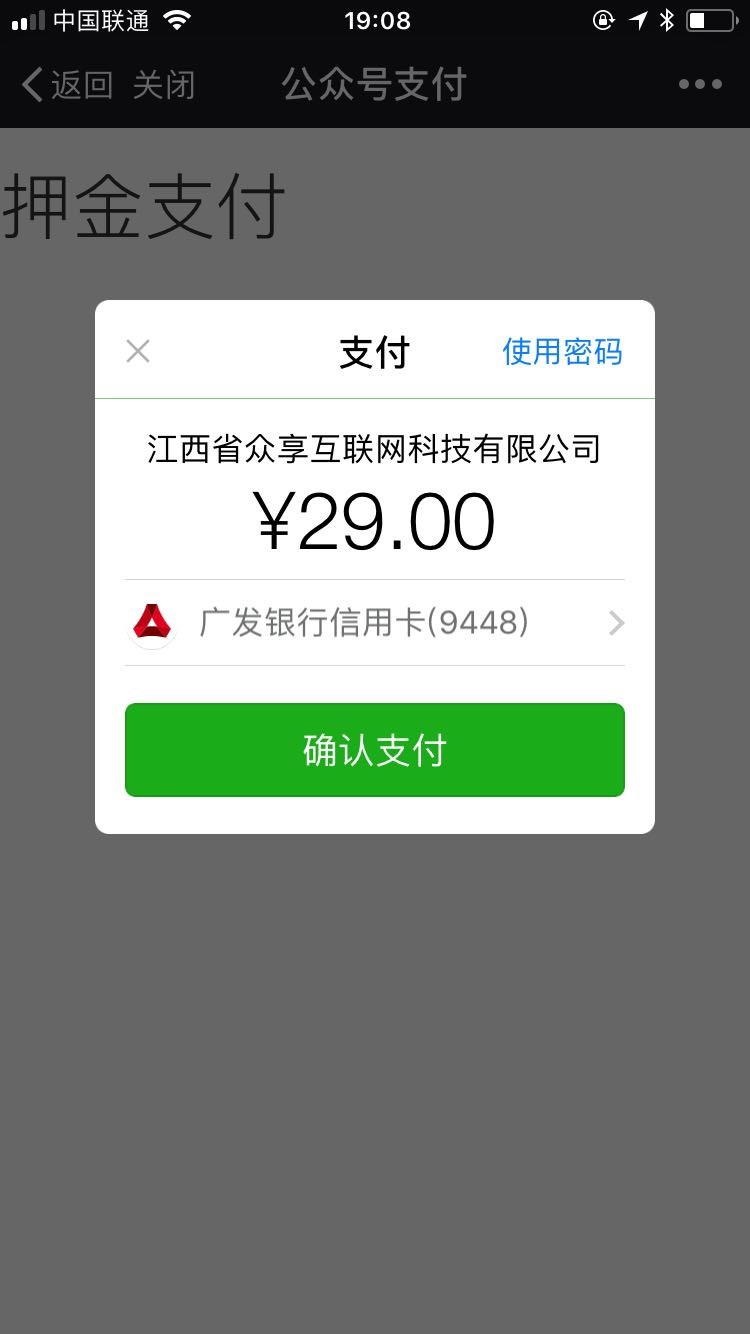 中国联通 19:08
返回 关闭 公众号支付
押金支付
支付 使用密码
江西省众享互联网科技有限公司
¥29.00
广发银行信用卡(9448)
确认支付